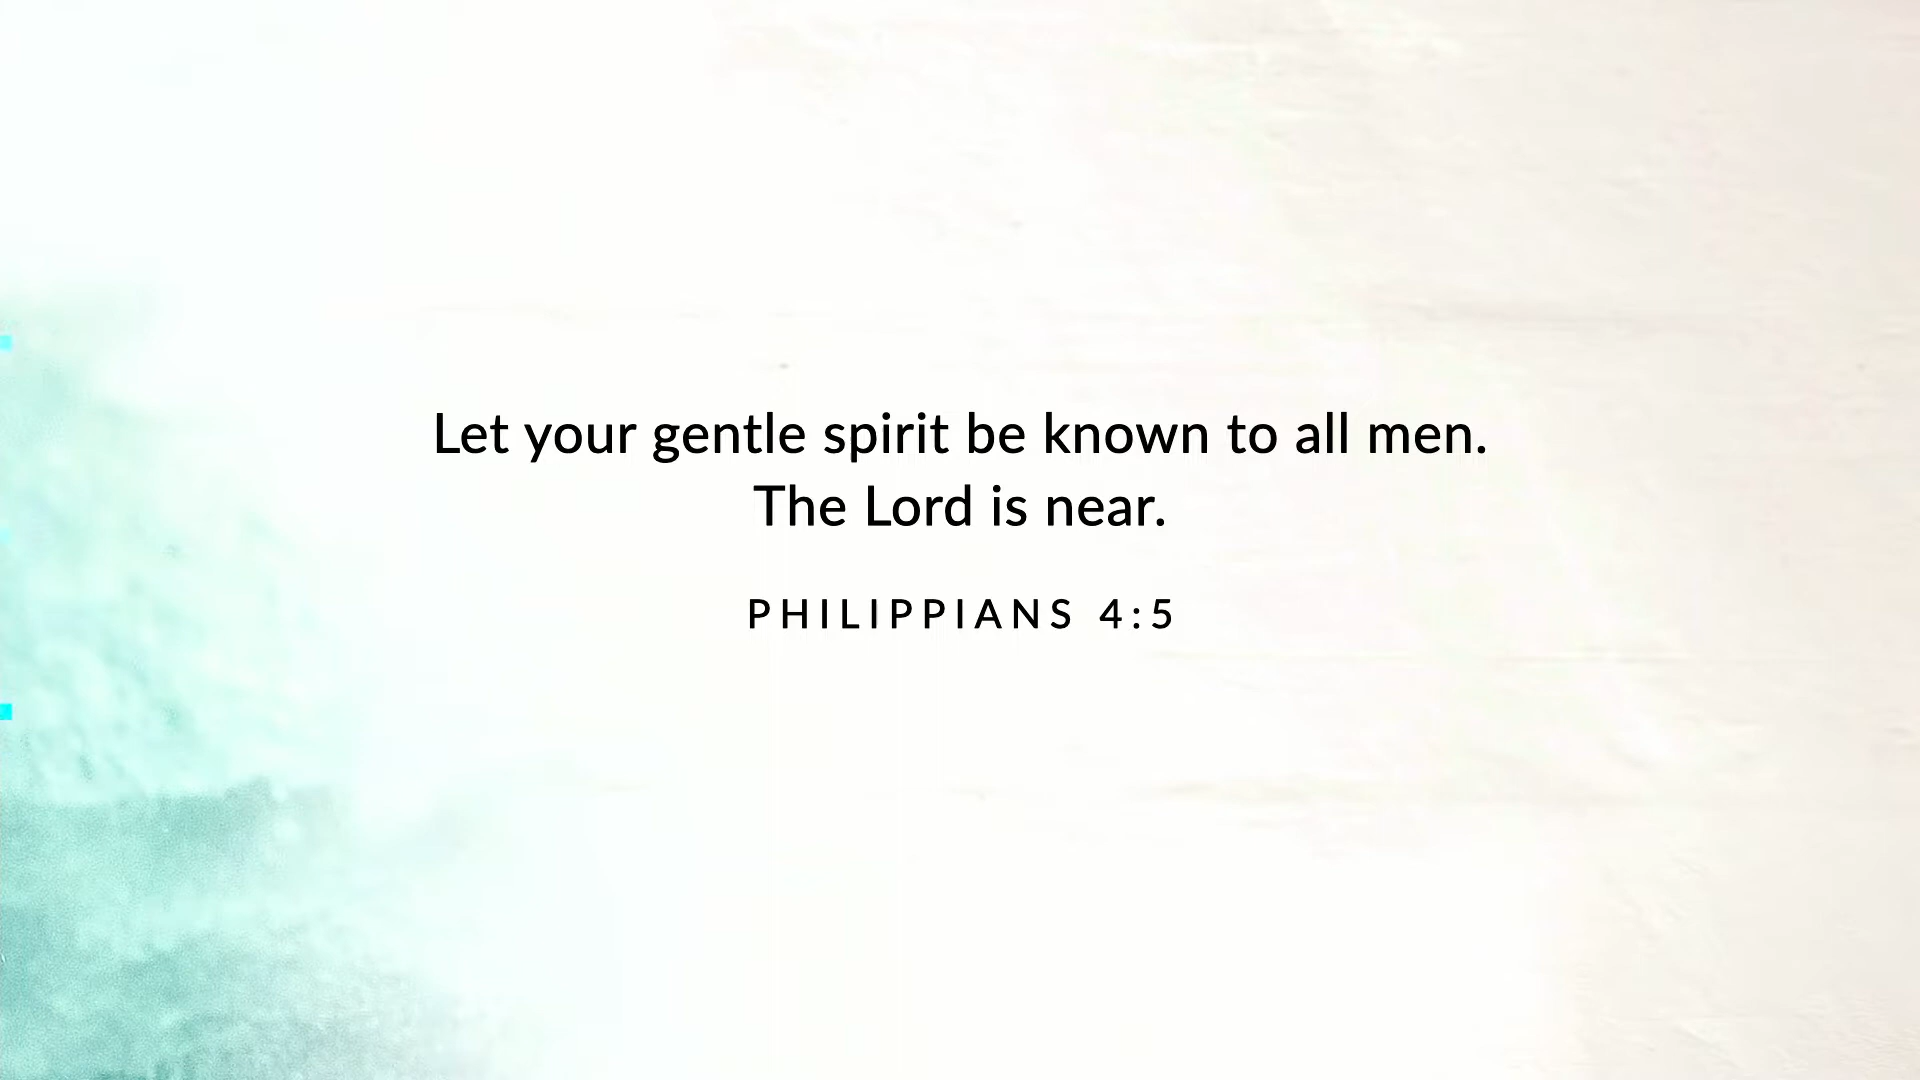 Let your gentle spirit be known to all men.
The Lord is near.
PHILIPPIANS 4:5